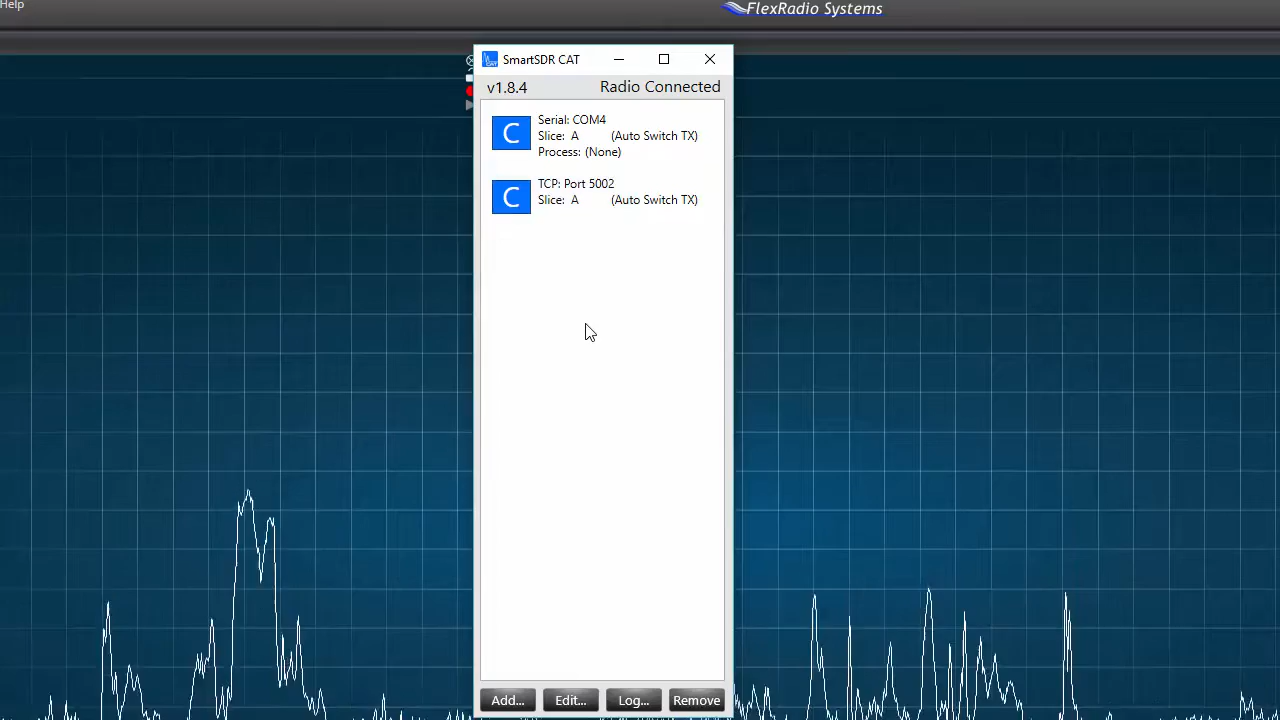 Help
FlexRadio Systems
SmartSDR CAT
v1.8.4 Radio Connected
C
Serial: COM4
Slice: A (Auto Switch TX)
Process: (None)
C
TCP: Port 5002
Slice: A (Auto Switch TX)
Add... Edit... Log... Remove